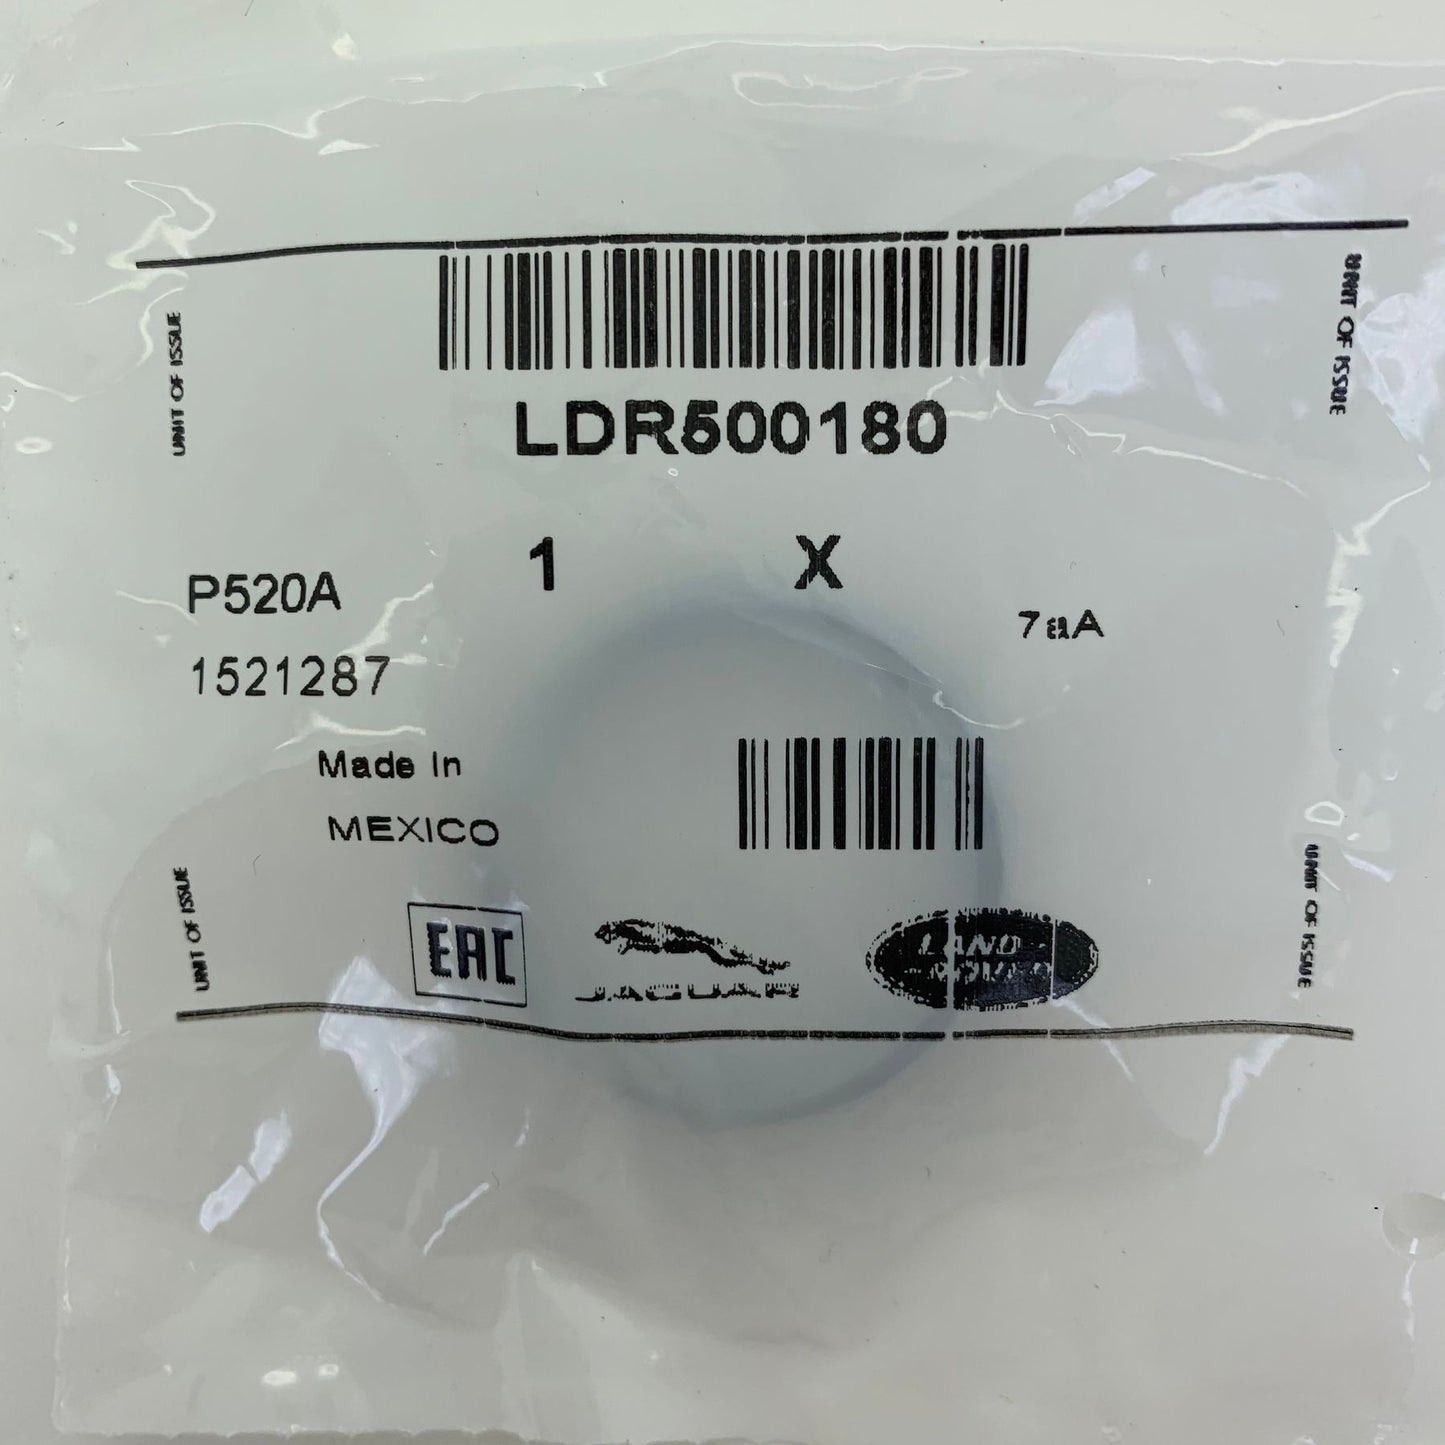 UNIT OF ISSUE
UNIT OF ISSUE
LDR500180
1 X
P520A
1521287
Made In
MEXICO
UNIT OF ISSUE
UNIT OF ISSUE
EAC
JAGUAR
LAND-
ROVER